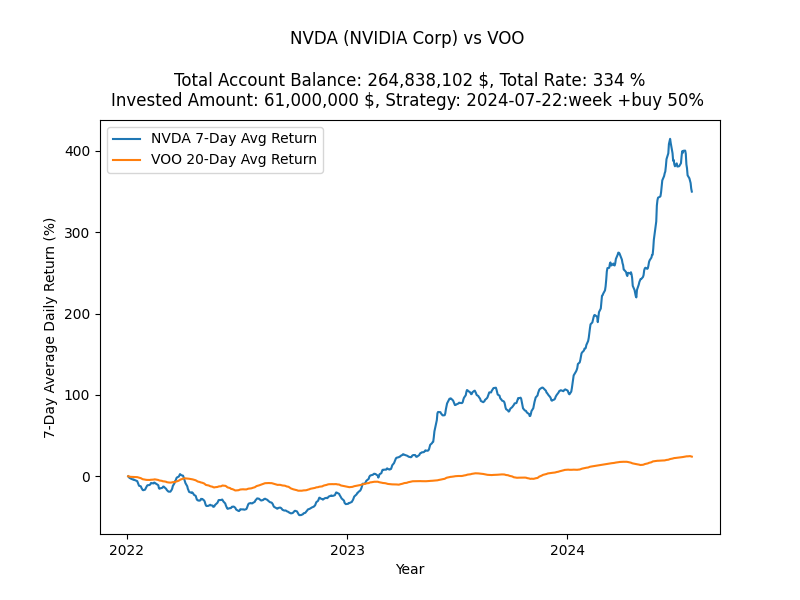 NVDA (NVIDIA Corp) vs VOO
Total Account Balance: 264,838,102 $, Total Rate: 334 %
Invested Amount: 61,000,000 $, Strategy: 2024-07-22:week +buy 50%
NVDA 7-Day Avg Return
VOO 20-Day Avg Return
7-Day Average Daily Return (%)
400
300
200
100
0
2022
2023
2024
Year